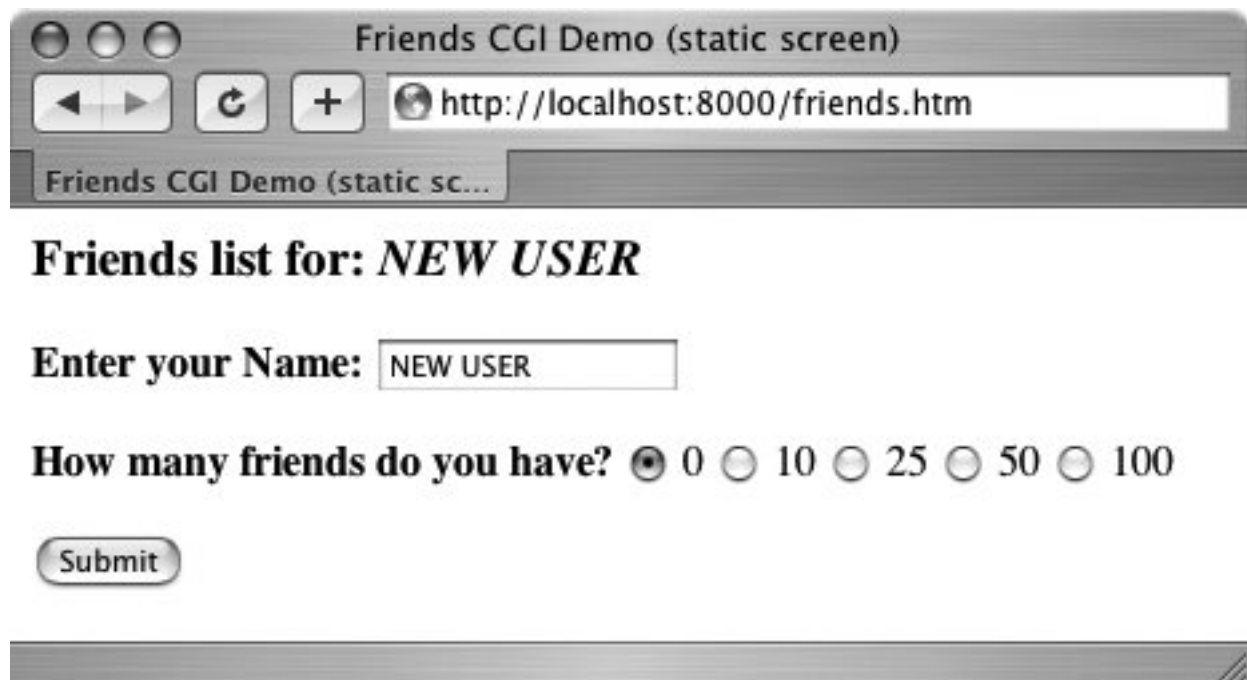 Friends CGI Demo (static screen)
http://localhost:8000/friends.htm
Friends CGI Demo (static sc...
Friends list for: NEW USER
Enter your Name: NEW USER
How many friends do you have? 0 10 25 50 100
Submit